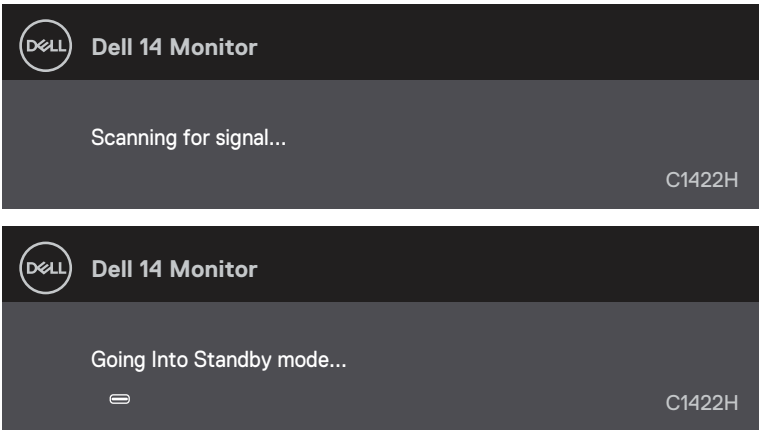 DELL Dell 14 Monitor
Scanning for signal...
C1422H
DELL Dell 14 Monitor
Going Into Standby mode...
C1422H